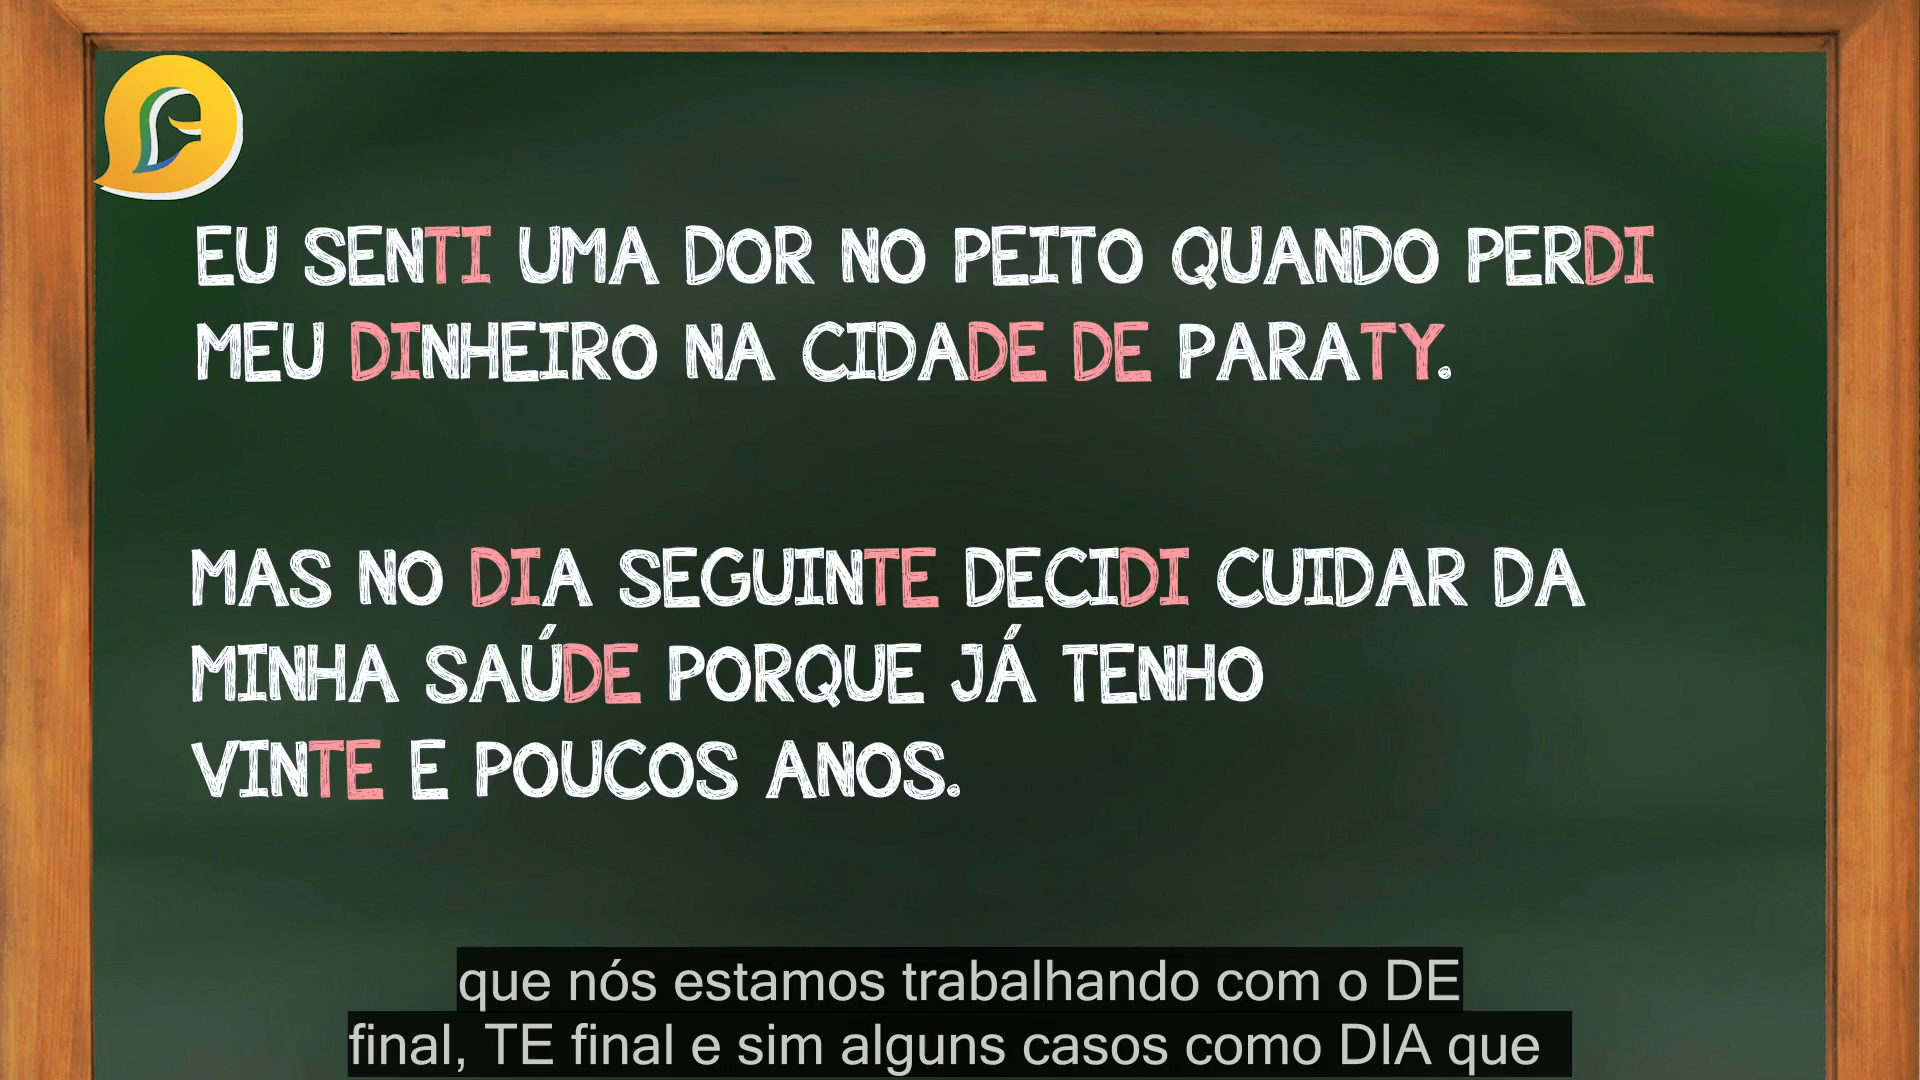 EU SENTI UMA DOR NO PEITO QUANDO PERDI
MEU DINHEIRO NA CIDADE DE PARATY.
MAS NO DIA SEGUINTE DECIDI CUIDAR DA
MINHA SAÚDE PORQUE JÁ TENHO
VINTE E POUCOS ANOS.
que nós estamos trabalhando com o DE
final, TE final e sim alguns casos como DIA que